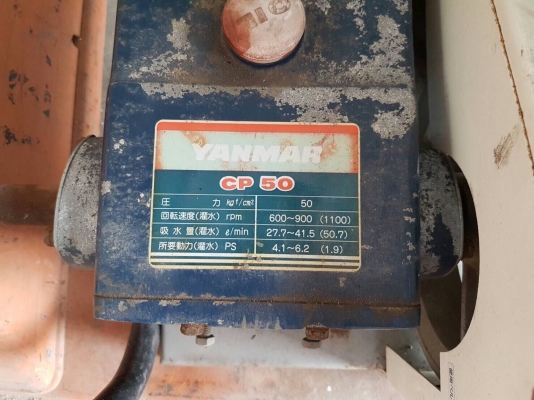 OIL
YANMAR
CP 50
圧 力 kgf/cm² 50
回転速度(灌水) rpm 600~900 (1100)
吸水量(灌水) ℓ/min 27.7~41.5 (50.7)
所要動力(灌水) PS 4.1~6.2 (1.9)